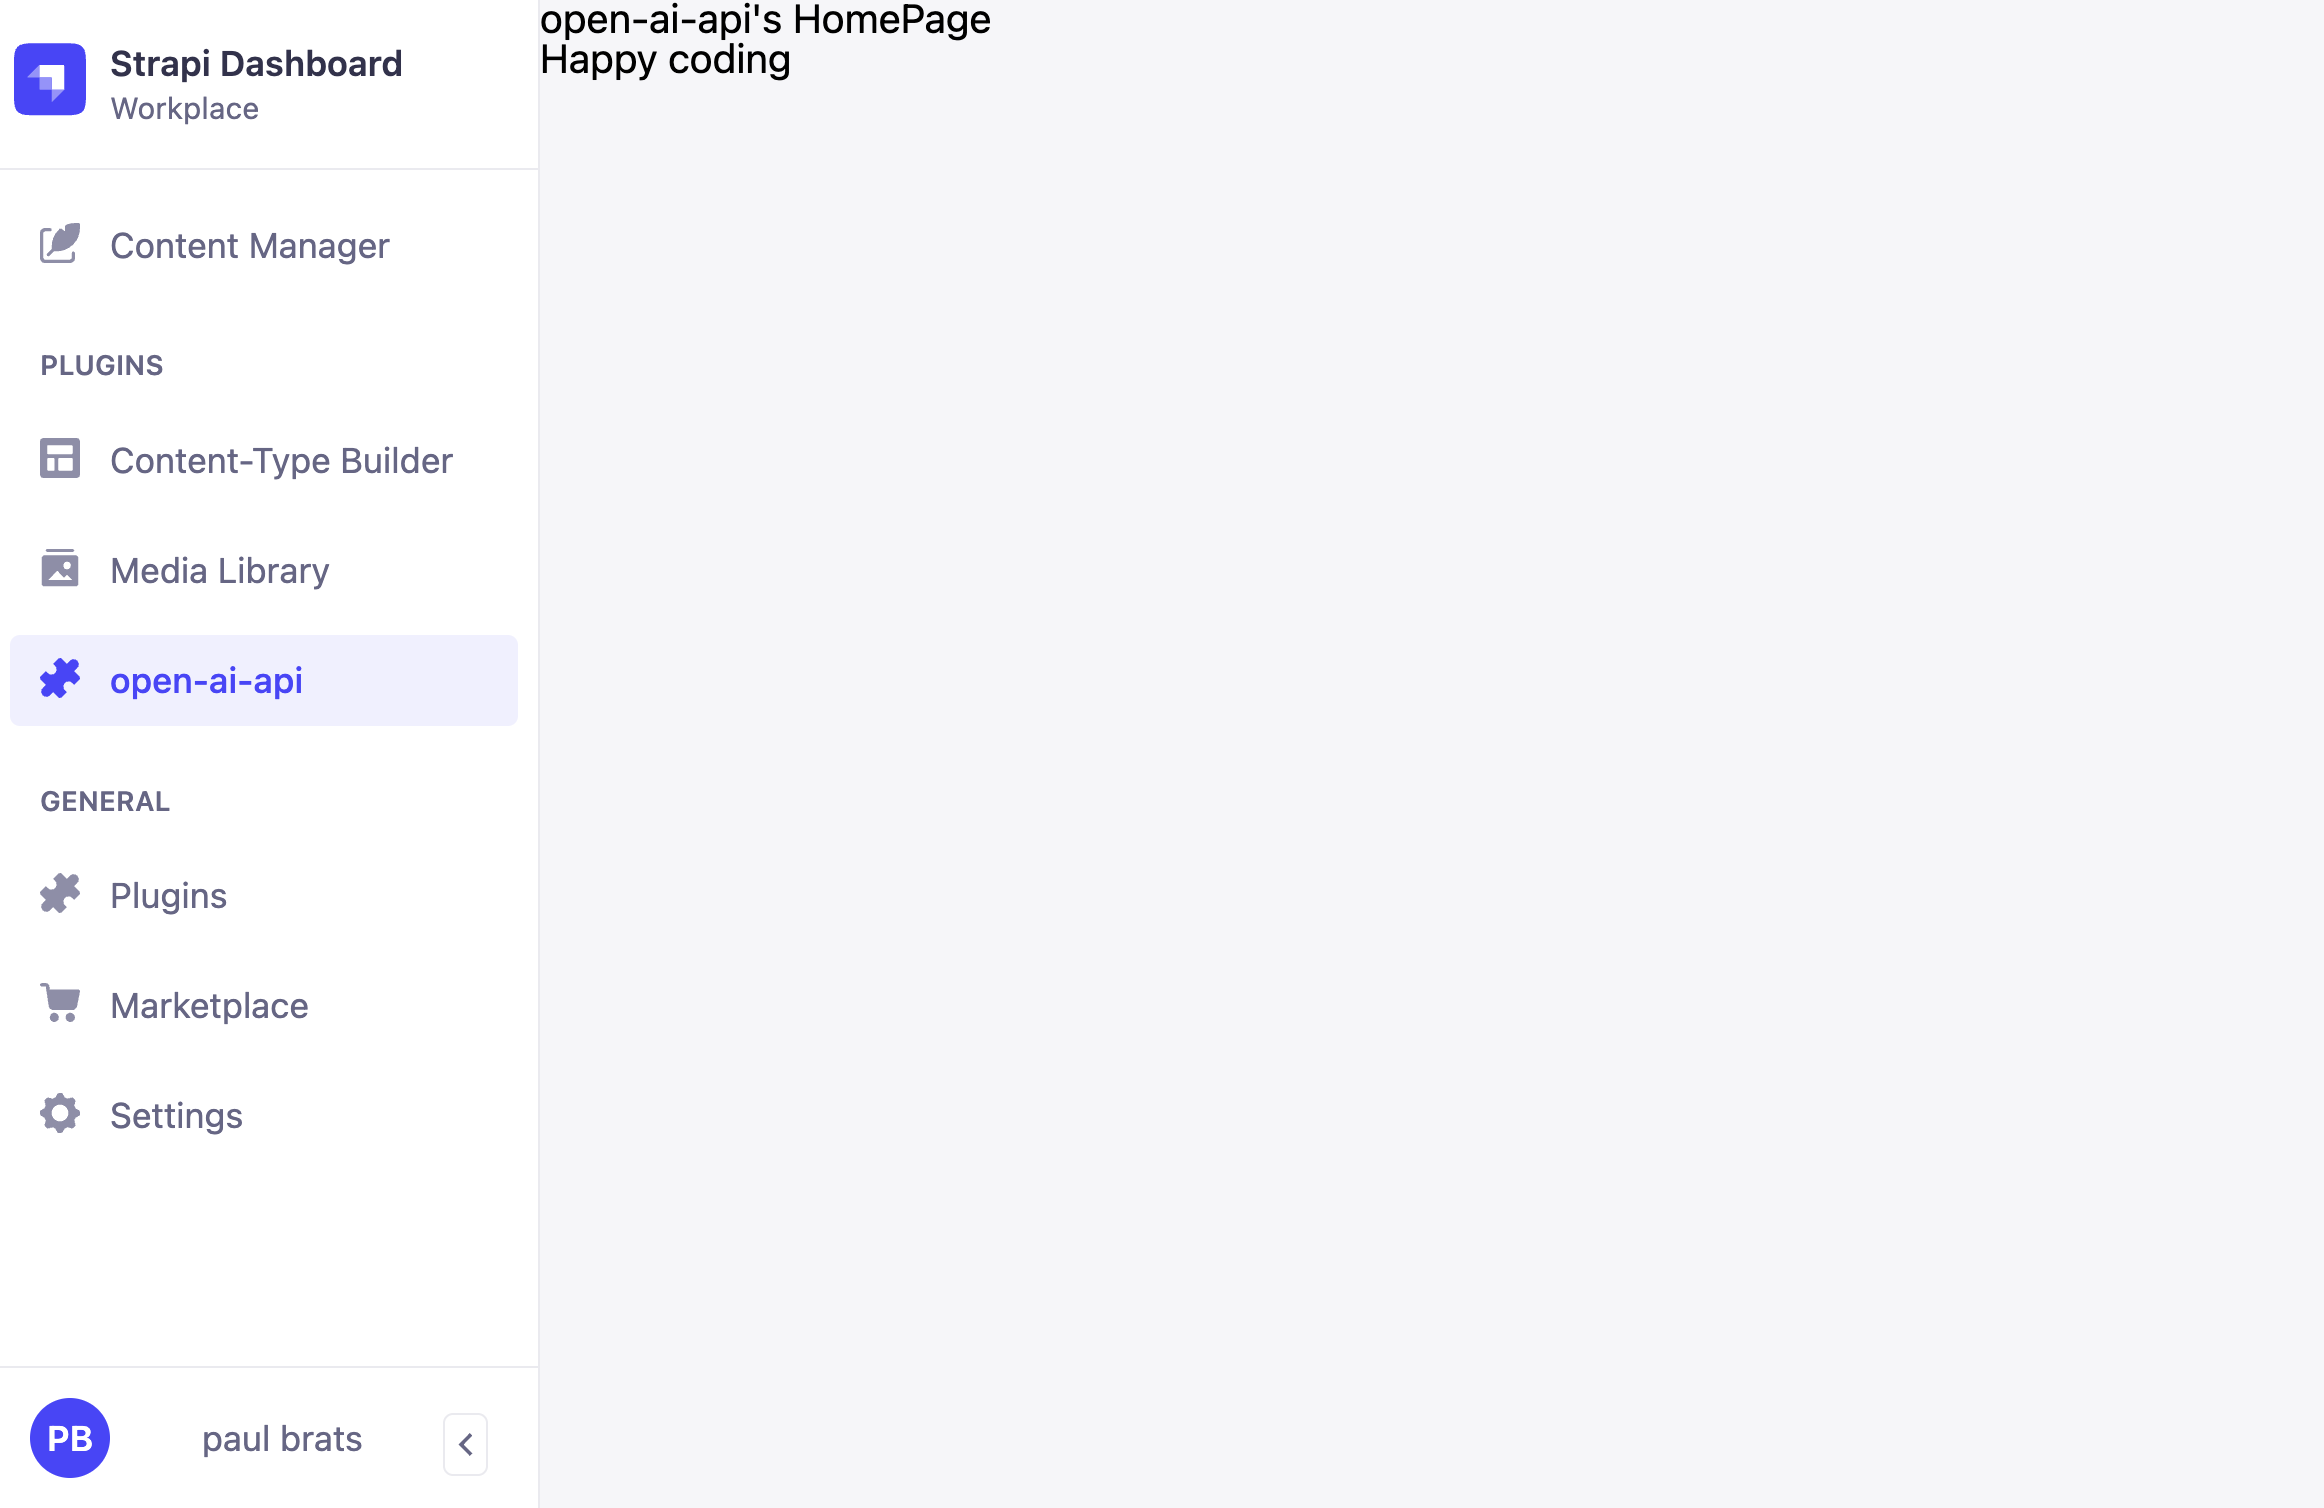 Strapi Dashboard
Workplace
Content Manager
PLUGINS
Content-Type Builder
Media Library
open-ai-api
GENERAL
Plugins
Marketplace
Settings
PB
paul brats
open-ai-api's HomePage
Happy coding